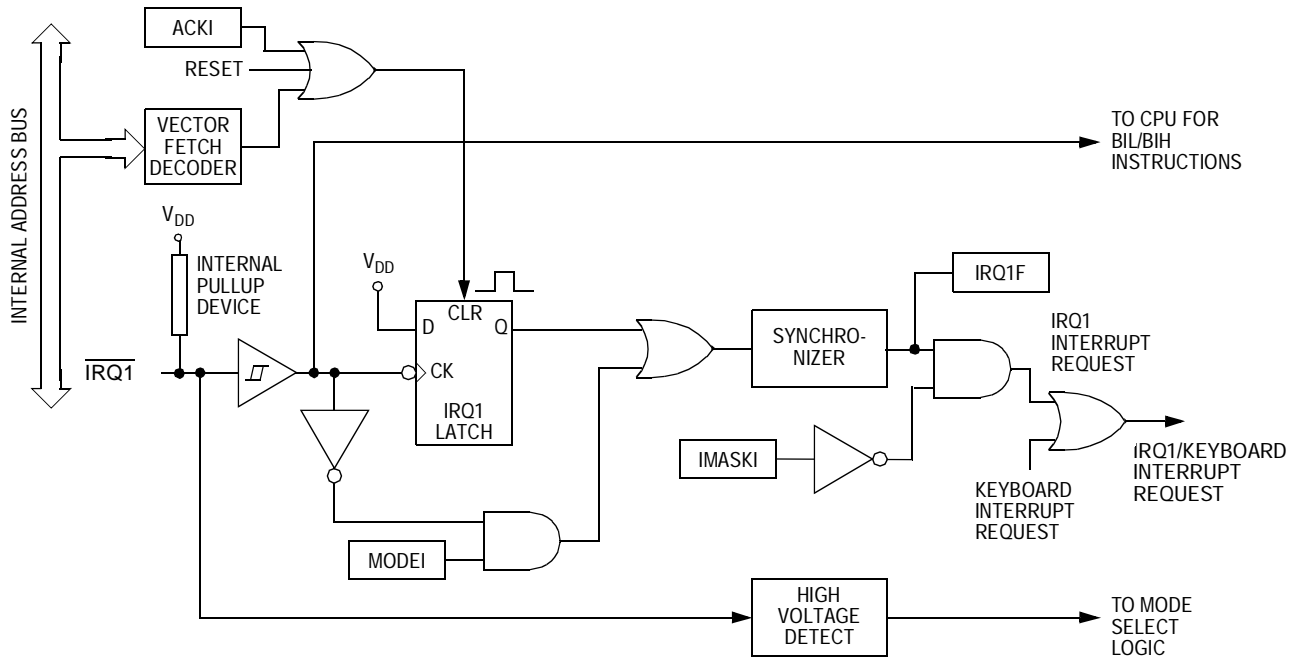 INTERNAL ADDRESS BUS
ACKI
RESET
VECTOR
FETCH
DECODER
TO CPU FOR
BIL/BIH
INSTRUCTIONS
VDD
INTERNAL
PULLUP
DEVICE
IRQ1
VDD
D
CLR
Q
CK
IRQ1
LATCH
SYNCHRO-
NIZER
IRQ1F
IRQ1
INTERRUPT
REQUEST
IMASKI
KEYBOARD
INTERRUPT
REQUEST
IRQ1/KEYBOARD
INTERRUPT
REQUEST
MODEI
HIGH
VOLTAGE
DETECT
TO MODE
SELECT
LOGIC